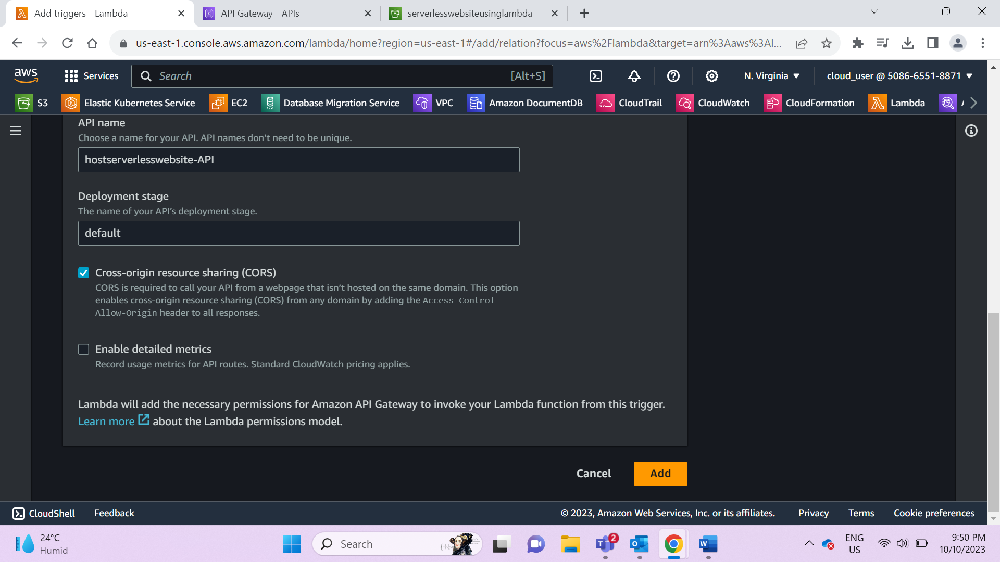 Add triggers - Lambda
API Gateway - APIs
serverlesswebsiteusinglambda -
us-east-1.console.aws.amazon.com/lambda/home?region=us-east-1#/add/relation?focus=aws%2Flambda&target=arn%3Aaws%3Al...
aws
Services
Search
[Alt+S]
N. Virginia
cloud_user @ 5086-6551-8871
S3
Elastic Kubernetes Service
EC2
Database Migration Service
VPC
Amazon DocumentDB
CloudTrail
CloudWatch
CloudFormation
Lambda
API name
Choose a name for your API. API names don't need to be unique.
hostserverlesswebsite-API
Deployment stage
The name of your API's deployment stage.
default
Cross-origin resource sharing (CORS)
CORS is required to call your API from a webpage that isn't hosted on the same domain. This option
enables cross-origin resource sharing (CORS) from any domain by adding the Access-Control-
Allow-Origin header to all responses.
Enable detailed metrics
Record usage metrics for API routes. Standard CloudWatch pricing applies.
Lambda will add the necessary permissions for Amazon API Gateway to invoke your Lambda function from this trigger.
Learn more about the Lambda permissions model.
Cancel
Add
CloudShell
Feedback
© 2023, Amazon Web Services, Inc. or its affiliates.
Privacy
Terms
Cookie preferences
24°C
Humid
Search
2
ENG
US
9:50 PM
10/10/2023